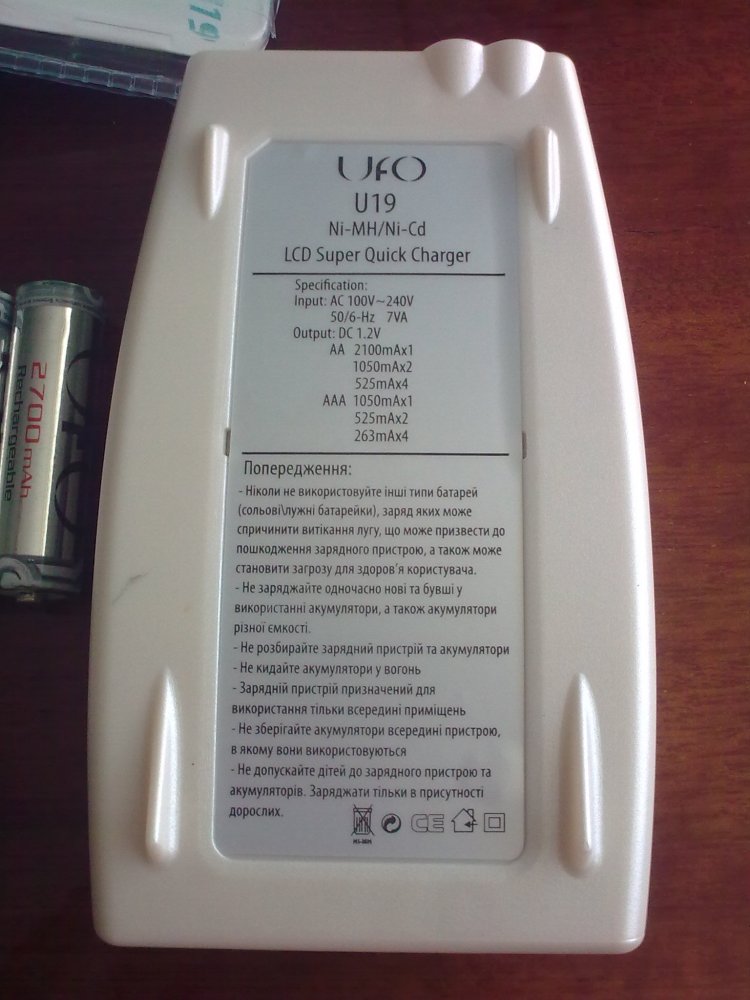 UFO
U19
Ni-MH/Ni-Cd
LCD Super Quick Charger
Specification:
Input: AC 100V~240V
50/6-Hz 7VA
Output: DC 1.2V
AA 2100mAx1
1050mAx2
525mAx4
AAA 1050mAx1
525mAx2
263mAx4
Попередження:
- Ніколи не використовуйте інші типи батарей
(сольові\лужні батарейки), заряд яких може
спричинити витікання лугу, що може призвести до
пошкодження зарядного пристрою, а також може
становити загрозу для здоров'я користувача.
- Не заряджайте одночасно нові та бувші у
використанні акумулятори, а також акумулятори
різної ємкості.
- Не розбирайте зарядний пристрій та акумулятори
- Не кидайте акумулятори у вогонь
- Зарядній пристрій призначений для
використання тільки всередині приміщень
- Не зберігайте акумулятори всередині пристрою,
в якому вони використовуються
- Не допускайте дітей до зарядного пристрою та
акумуляторів. Заряджати тільки в присутності
дорослих.
CE
2700mAh
Rechargeable
UFO
19